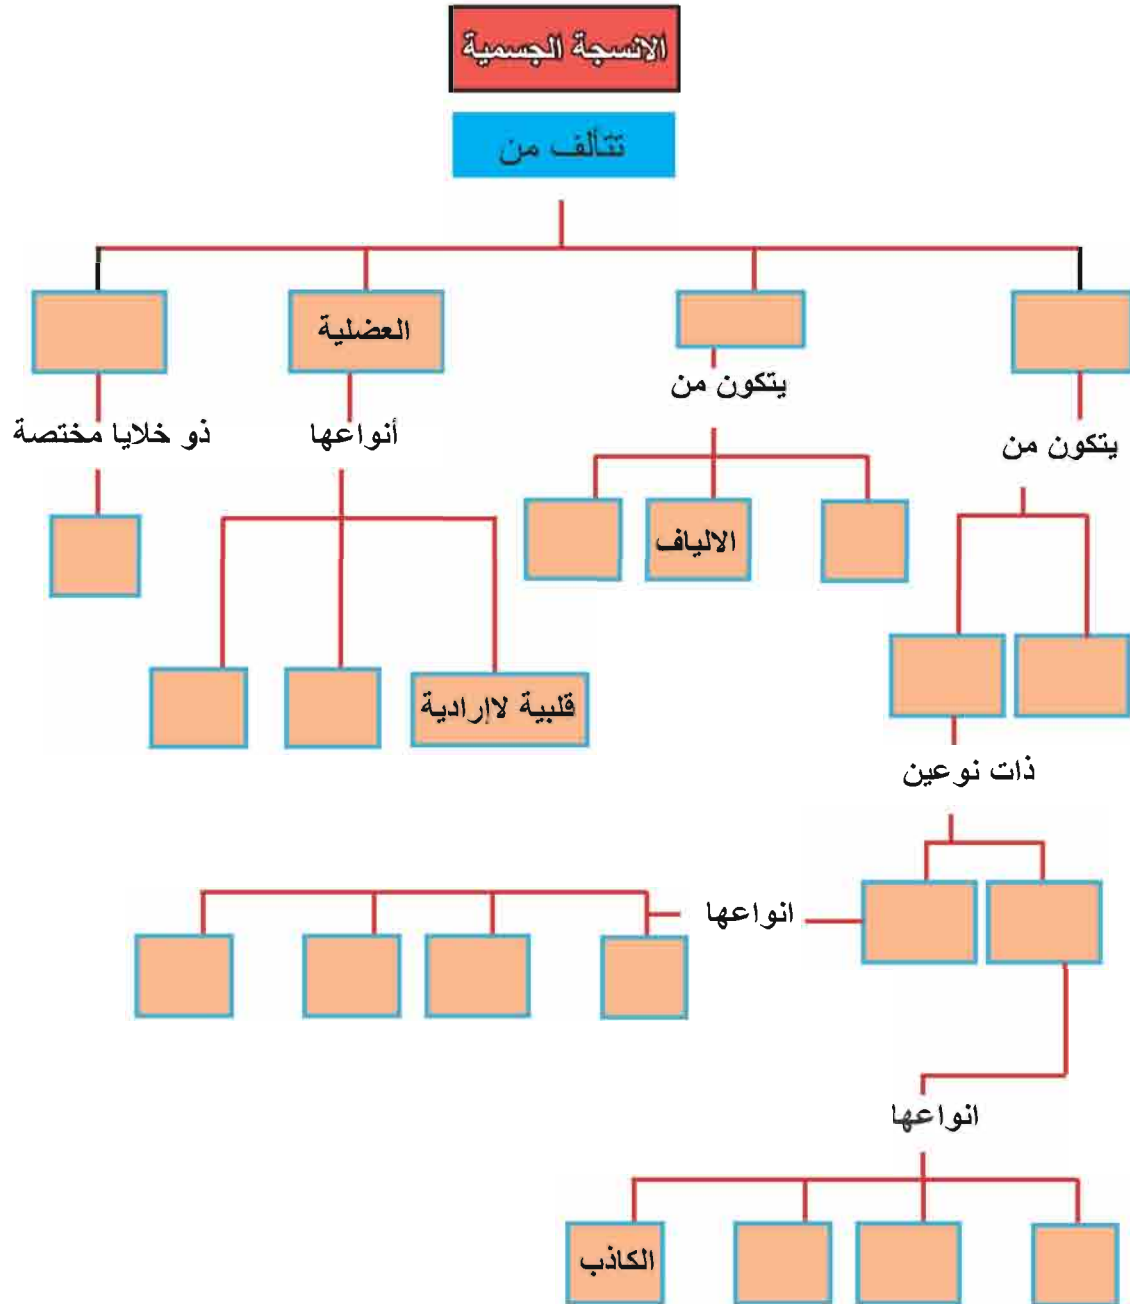 الانسجة الجسمية
تتألف من
العضلية
يتكون من
أنواعها
ذو خلايا مختصة
يتكون من
الالياف
قلبية لاإرادية
ذات نوعين
انواعها
انواعها
الكاذب